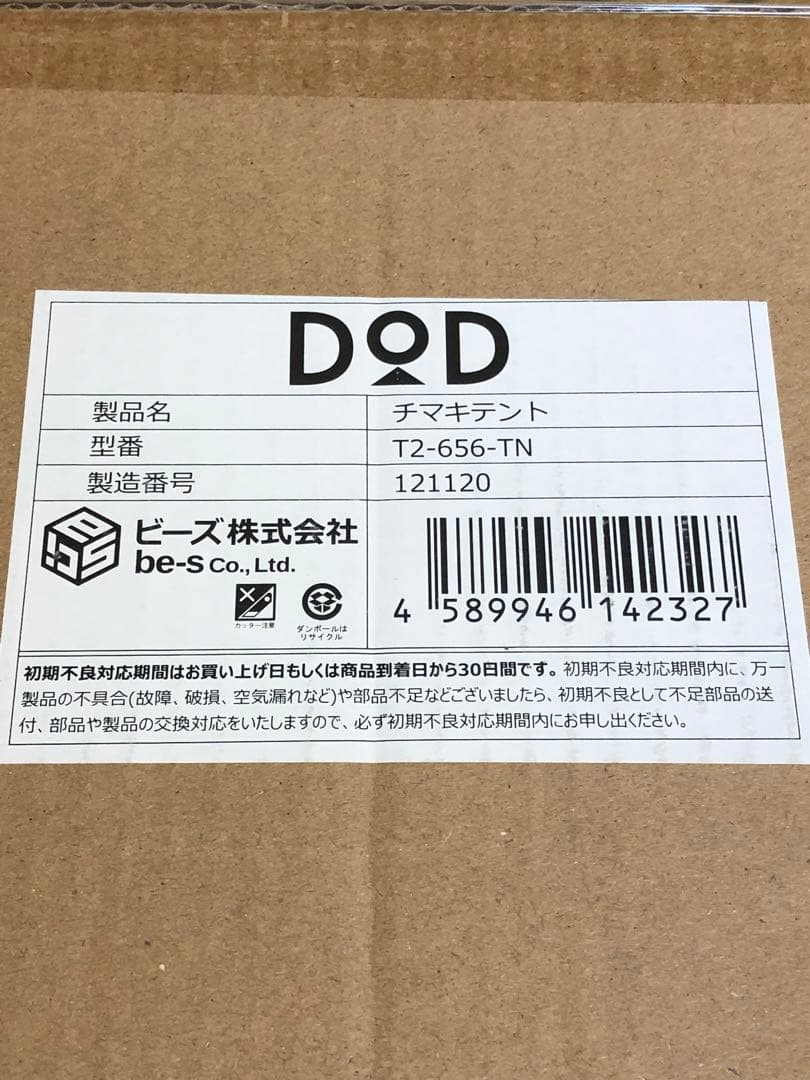 DOD
製品名 チマキテント
型番 T2-656-TN
製造番号 121120
ビーズ株式会社
be-s Co., Ltd.
カッター注意
ダンボールは
リサイクル
4 589946 142327
初期不良対応期間はお買い上げ日もしくは商品到着日から30日間です。初期不良対応期間内に、万一
製品の不具合(故障、破損、空気漏れなど)や部品不足などございましたら、初期不良として不足部品の送
付、部品や製品の交換対応をいたしますので、必ず初期不良対応期間内にお申し出ください。